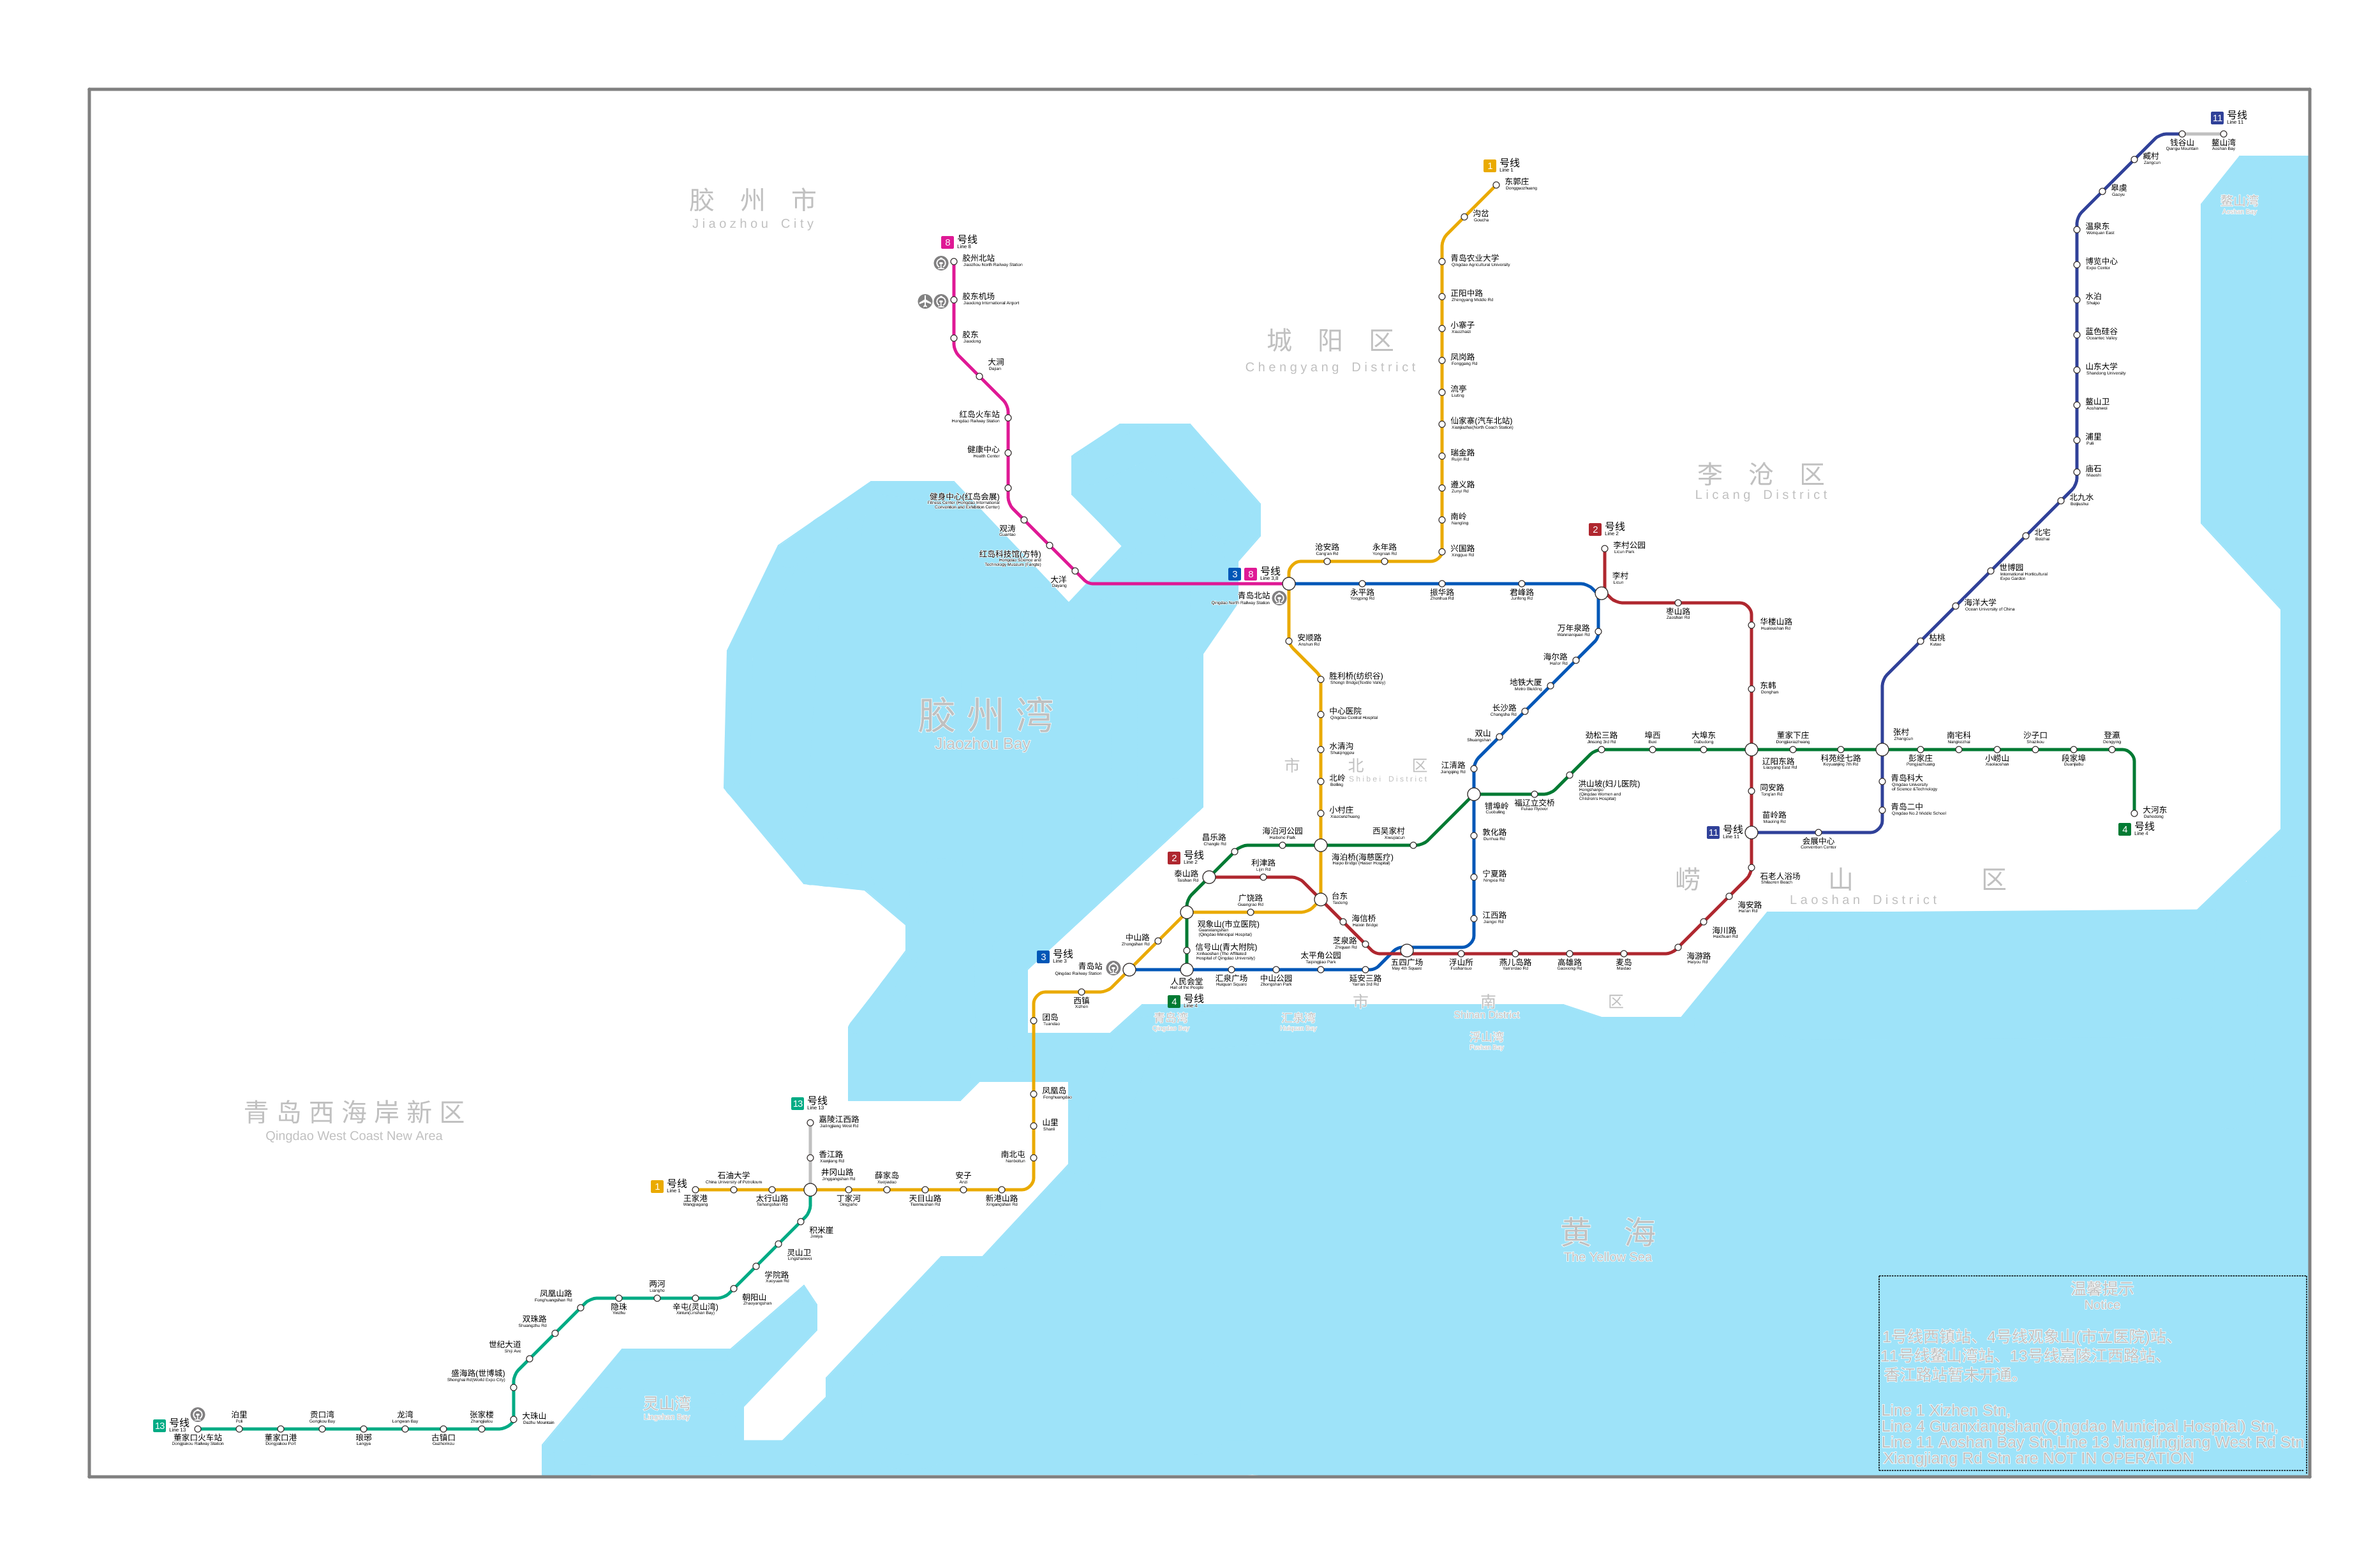 11 号线
Line 11
钱谷山
Qiangu Mountain
鳌山湾
Aoshan Bay
臧村
Zangcun
皋虞
Gaoyu
鳌山湾
Aoshan Bay
温泉东
Wenquan East
博览中心
Expo Center
水泊
Shuipo
蓝色硅谷
Oceantec Valley
山东大学
Shandong University
鳌山卫
Aoshanwei
浦里
Puli
庙石
Miaoshi
北九水
Beijiushui
北宅
Beizhai
世博园
International Horticultural
Expo Garden
海洋大学
Ocean University of China
枯桃
Kutao
1 号线
Line 1
东郭庄
Dongguozhuang
沟岔
Goucha
青岛农业大学
Qingdao Agricultural University
正阳中路
Zhengyang Middle Rd
小寨子
Xiaozhaizi
凤岗路
Fenggang Rd
流亭
Liuting
仙家寨(汽车北站)
Xianjiazhai(North Coach Station)
瑞金路
Ruijin Rd
遵义路
Zunyi Rd
南岭
Nanling
兴国路
Xingguo Rd
永年路
Yongnian Rd
沧安路
Cang'an Rd
胶州市
Jiaozhou City
城阳区
Chengyang District
李沧区
Licang District
8 号线
Line 8
胶州北站
Jiaozhou North Railway Station
胶东机场
Jiaodong International Airport
胶东
Jiaodong
大涧
Dajian
红岛火车站
Hongdao Railway Station
健康中心
Health Center
健身中心(红岛会展)
Fitness Center(Hongdao International
Convention and Exhibition Center)
观涛
Guantao
红岛科技馆(方特)
Hongdao Science and
Technology Museum (Fangte)
大洋
Dayang
3 8 号线
Line 3,8
青岛北站
Qingdao North Railway Station
永平路
Yongping Rd
振华路
Zhenhua Rd
君峰路
Junfeng Rd
2 号线
Line 2
李村公园
Licun Park
李村
Licun
枣山路
Zaoshan Rd
华楼山路
Hualoushan Rd
东韩
Donghan
万年泉路
Wannianquan Rd
海尔路
Hai'er Rd
地铁大厦
Metro Building
长沙路
Changsha Rd
双山
Shuangshan
江清路
Jiangqing Rd
安顺路
Anshun Rd
胜利桥(纺织谷)
Shengli Bridge(Textile Valley)
中心医院
Qingdao Central Hospital
水清沟
Shuiqinggou
北岭
Beiling
小村庄
Xiaocunzhuang
胶州湾
Jiaozhou Bay
市北区
Shibei District
劲松三路
Jinsong 3rd Rd
埠西
Buxi
大埠东
Dabudong
董家下庄
Dongjiaxiazhuang
辽阳东路
Liaoyang East Rd
科苑经七路
Keyuanjing 7th Rd
张村
Zhangcun
彭家庄
Pengjiazhuang
南宅科
Nanzhaike
小崂山
Xiaolaoshan
沙子口
Shazikou
段家埠
Duanjiabu
登瀛
Dengying
大河东
Dahedong
4 号线
Line 4
洪山坡(妇儿医院)
Hongshanpo
(Qingdao Women and
Children's Hospital)
福辽立交桥
Fuliao Flyover
错埠岭
Cuobuling
同安路
Tong'an Rd
苗岭路
Miaoling Rd
11 号线
Line 11
会展中心
Convention Center
青岛科大
Qingdao University
of Science &Technology
青岛二中
Qingdao No.2 Middle School
石老人浴场
Shilaoren Beach
海安路
Hai'an Rd
海川路
Haichuan Rd
海游路
Haiyou Rd
崂山区
Laoshan District
昌乐路
Changle Rd
海泊河公园
Haibohe Park
海泊桥(海慈医疗)
Haipo Bridge (Haiser Hospital)
西吴家村
Xiwujiacun
敦化路
Dunhua Rd
宁夏路
Ningxia Rd
江西路
Jiangxi Rd
2 号线
Line 2
泰山路
Taishan Rd
利津路
Lijin Rd
台东
Taidong
广饶路
Guangrao Rd
海信桥
Hisense Bridge
芝泉路
Zhiquan Rd
观象山(市立医院)
Guanxiangshan
(Qingdao Municipal Hospital)
信号山(青大附院)
Xinhaoshan (The Affiliated
Hospital of Qingdao University)
中山路
Zhongshan Rd
3 号线
Line 3
青岛站
Qingdao Railway Station
人民会堂
Hall of the People
4 号线
Line 4
汇泉广场
Huiquan Square
中山公园
Zhongshan Park
太平角公园
Taipingjiao Park
延安三路
Yan'an 3rd Rd
五四广场
May 4th Square
浮山所
Fushansuo
燕儿岛路
Yan'erdao Rd
高雄路
Gaoxiong Rd
麦岛
Maidao
西镇
Xizhen
团岛
Tuandao
青岛湾
Qingdao Bay
汇泉湾
Huiquan Bay
市南区
Shinan District
浮山湾
Fushan Bay
凤凰岛
Fenghuangdao
山里
Shanli
南北屯
Nanbeitun
青岛西海岸新区
Qingdao West Coast New Area
13 号线
Line 13
嘉陵江西路
Jialingjiang West Rd
香江路
Xiangjiang Rd
井冈山路
Jinggangshan Rd
1 号线
Line 1
王家港
Wangjiagang
石油大学
China University of Petroleum
太行山路
Taihangshan Rd
丁家河
Dingjiahe
薛家岛
Xuejiadao
天目山路
Tianmushan Rd
安子
Anzi
新港山路
Xingangshan Rd
积米崖
Jimiya
灵山卫
Lingshanwei
学院路
Xueyuan Rd
朝阳山
Zhaoyangshan
辛屯(灵山湾)
Xintun(Linshan Bay)
两河
Lianghe
隐珠
Yinzhu
凤凰山路
Fenghuangshan Rd
双珠路
Shuangzhu Rd
世纪大道
Shiji Ave
盛海路(世博城)
Shenghai Rd(World Expo City)
大珠山
Dazhu Mountain
张家楼
Zhangjialou
古镇口
Guzhenkou
龙湾
Longwan Bay
琅琊
Langya
贡口湾
Gongkou Bay
董家口港
Dongjiakou Port
泊里
Poli
13 号线
Line 13
董家口火车站
Dongjiakou Railway Station
灵山湾
Lingshan Bay
黄海
The Yellow Sea
温馨提示
Notice
1号线西镇站、4号线观象山(市立医院)站、
11号线鳌山湾站、13号线嘉陵江西路站、
香江路站暂未开通。
Line 1 Xizhen Stn,
Line 4 Guanxiangshan(Qingdao Municipal Hospital) Stn,
Line 11 Aoshan Bay Stn,Line 13 Jianglingjiang West Rd Stn
Xiangjiang Rd Stn are NOT IN OPERATION